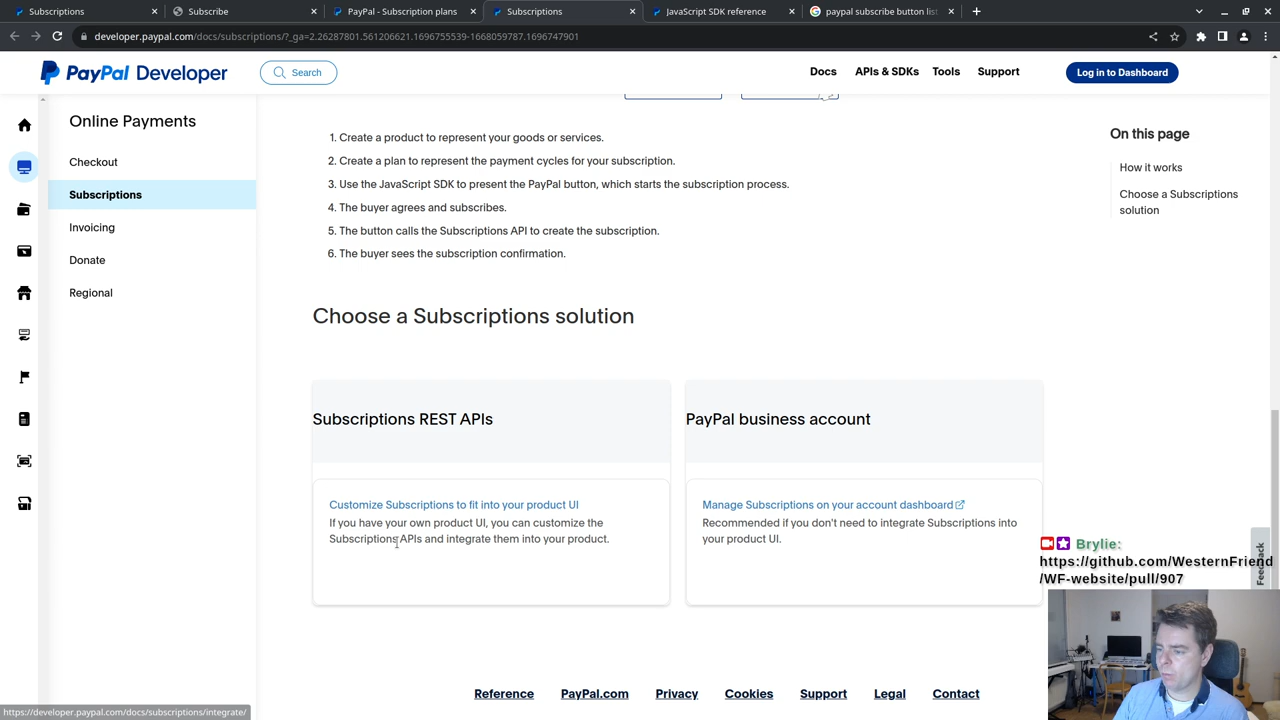 Subscriptions
Subscribe
PayPal - Subscription plans
Subscriptions
JavaScript SDK reference
paypal subscribe button list
developer.paypal.com/docs/subscriptions/?_ga=2.26287801.561206621.1696755539-1668059787.1696747901
PayPal Developer
Search
Docs
APIs & SDKs
Tools
Support
Log in to Dashboard
Online Payments
Checkout
Subscriptions
Invoicing
Donate
Regional
1. Create a product to represent your goods or services.
2. Create a plan to represent the payment cycles for your subscription.
3. Use the JavaScript SDK to present the PayPal button, which starts the subscription process.
4. The buyer agrees and subscribes.
5. The button calls the Subscriptions API to create the subscription.
6. The buyer sees the subscription confirmation.
On this page
How it works
Choose a Subscriptions
solution
Choose a Subscriptions solution
Subscriptions REST APIs
Customize Subscriptions to fit into your product UI
If you have your own product UI, you can customize the
Subscriptions APIs and integrate them into your product.
PayPal business account
Manage Subscriptions on your account dashboard
Recommended if you don't need to integrate Subscriptions into
your product UI.
Feedback
Brylie:
https://github.com/WesternFriend
/WF-website/pull/907
Reference
PayPal.com
Privacy
Cookies
Support
Legal
Contact
https://developer.paypal.com/docs/subscriptions/integrate/